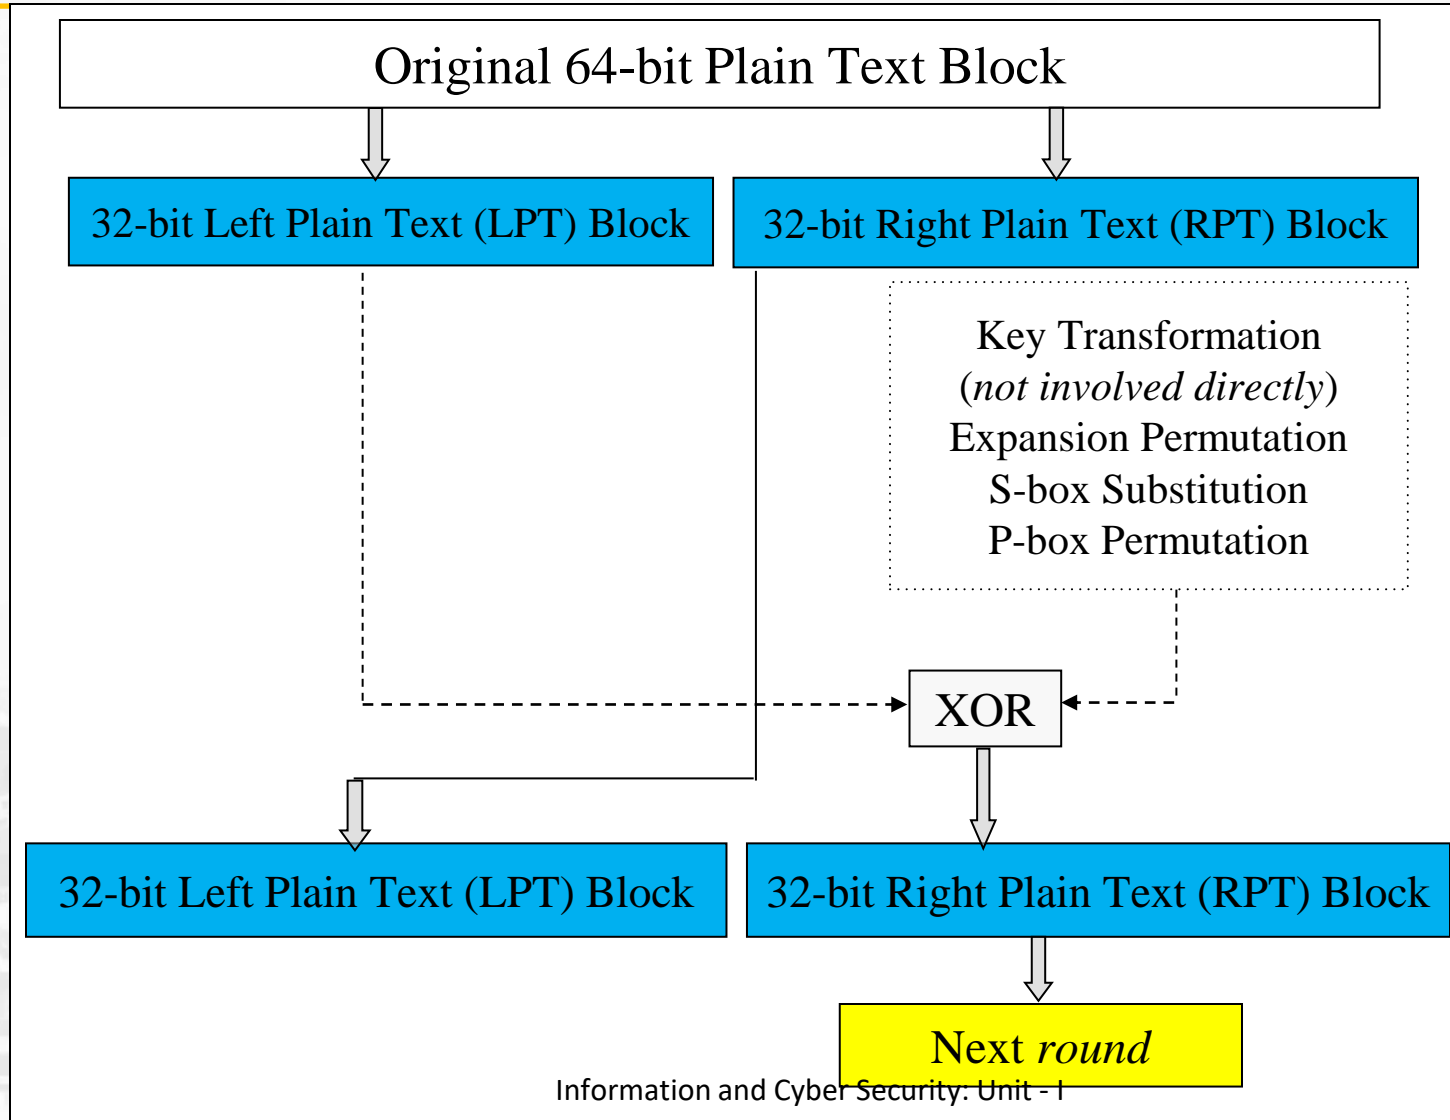 Original 64-bit Plain Text Block
32-bit Left Plain Text (LPT) Block
32-bit Right Plain Text (RPT) Block
Key Transformation
(not involved directly)
Expansion Permutation
S-box Substitution
P-box Permutation
XOR
32-bit Left Plain Text (LPT) Block
32-bit Right Plain Text (RPT) Block
Next round
Information and Cyber Security: Unit - I